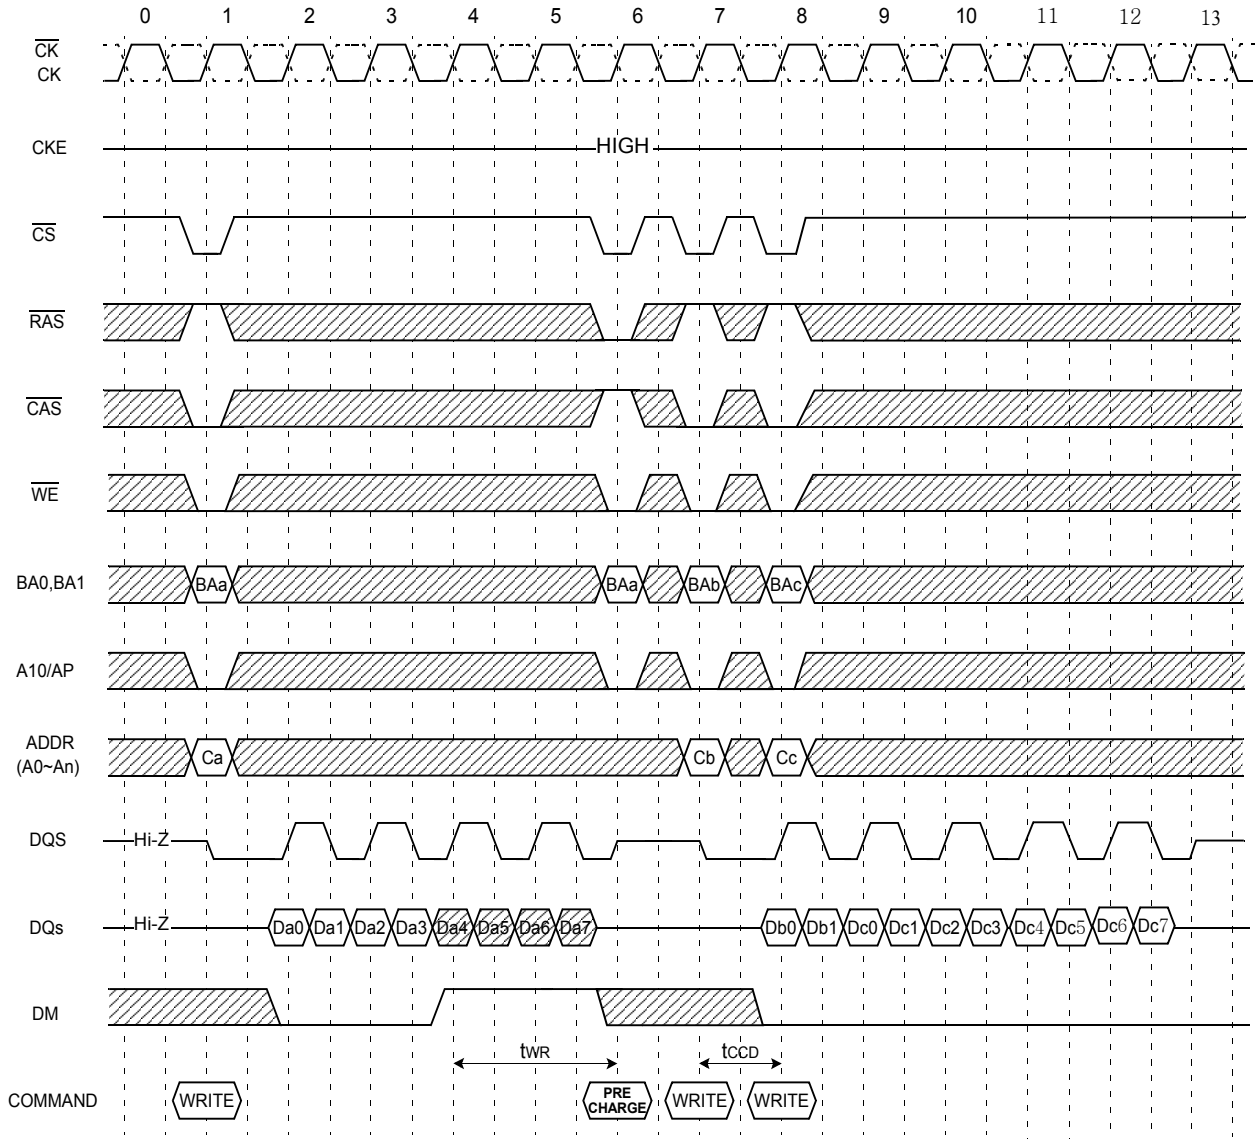 0 1 2 3 4 5 6 7 8 9 10 11 12 13
CK
CK
CKE HIGH
CS
RAS
CAS
WE
BA0,BA1 BAa BAa BAb BAc
A10/AP
ADDR
(A0~An) Ca Cb Cc
DQS Hi-Z
DQs Hi-Z Da0 Da1 Da2 Da3 Da4 Da5 Da6 Da7 Db0 Db1 Dc0 Dc1 Dc2 Dc3 Dc4 Dc5 Dc6 Dc7
DM
tWR tCCD
COMMAND WRITE PRE CHARGE WRITE WRITE